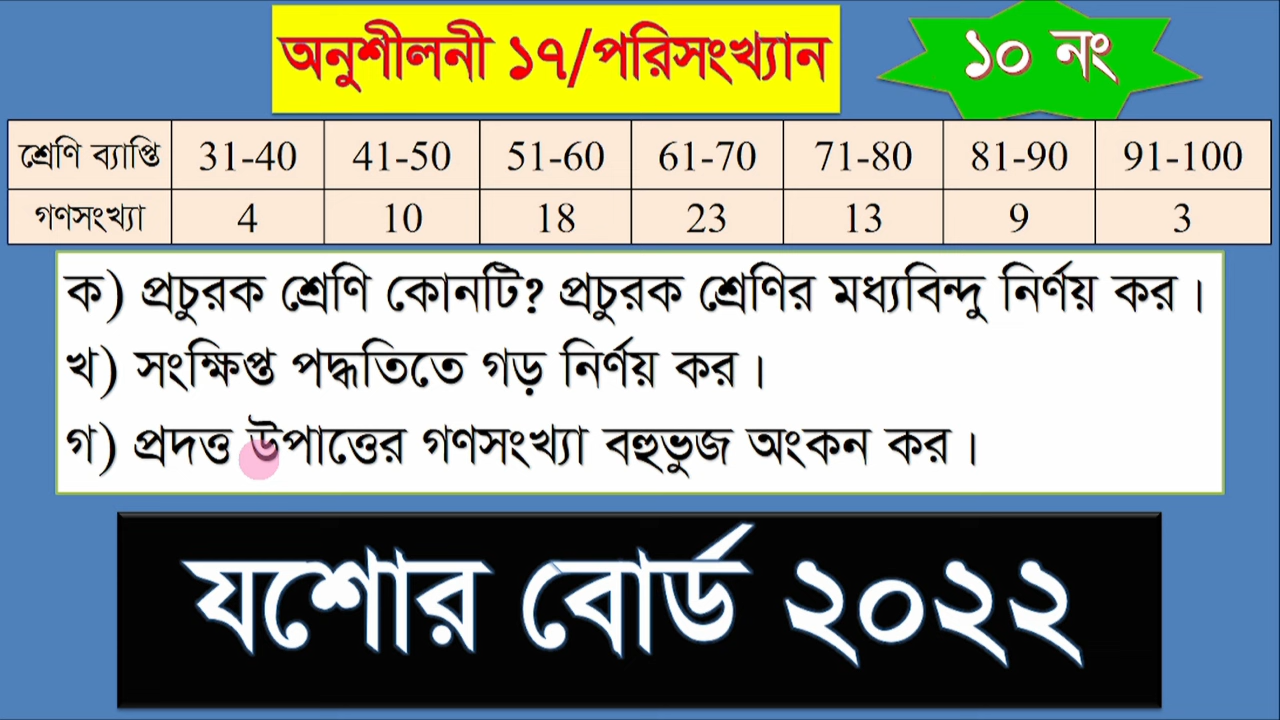 অনুশীলনী ১৭/পরিসংখ্যান
১০ নং
শ্রেণি ব্যাপ্তি 31-40 41-50 51-60 61-70 71-80 81-90 91-100
গণসংখ্যা 4 10 18 23 13 9 3
ক) প্রচুরক শ্রেণি কোনটি? প্রচুরক শ্রেণির মধ্যবিন্দু নির্ণয় কর।
খ) সংক্ষিপ্ত পদ্ধতিতে গড় নির্ণয় কর।
গ) প্রদত্ত উপাত্তের গণসংখ্যা বহুভুজ অংকন কর।
যশোর বোর্ড ২০২২